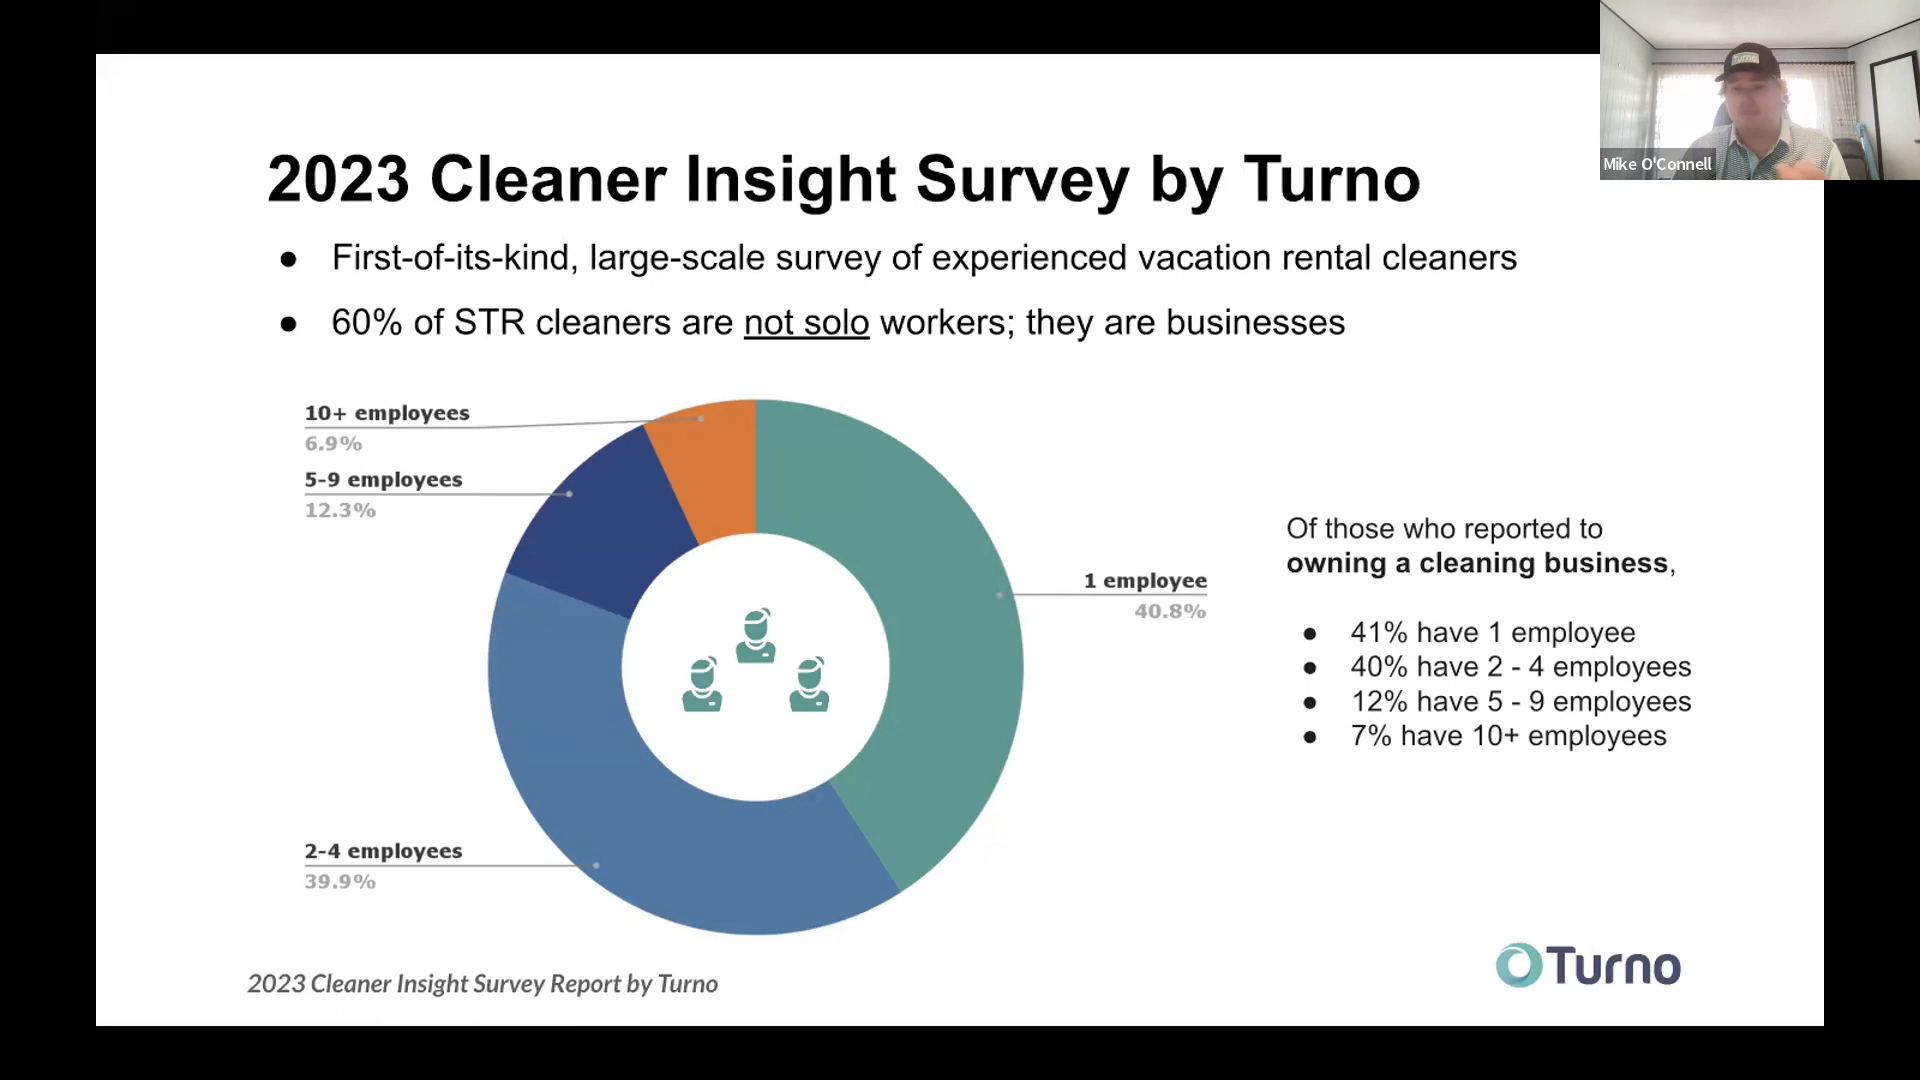 Turno
Mike O'Connell
2023 Cleaner Insight Survey by Turno
● First-of-its-kind, large-scale survey of experienced vacation rental cleaners
● 60% of STR cleaners are not solo workers; they are businesses
10+ employees
6.9%
5-9 employees
12.3%
1 employee
40.8%
2-4 employees
39.9%
Of those who reported to
owning a cleaning business,
● 41% have 1 employee
● 40% have 2 - 4 employees
● 12% have 5 - 9 employees
● 7% have 10+ employees
2023 Cleaner Insight Survey Report by Turno
Turno